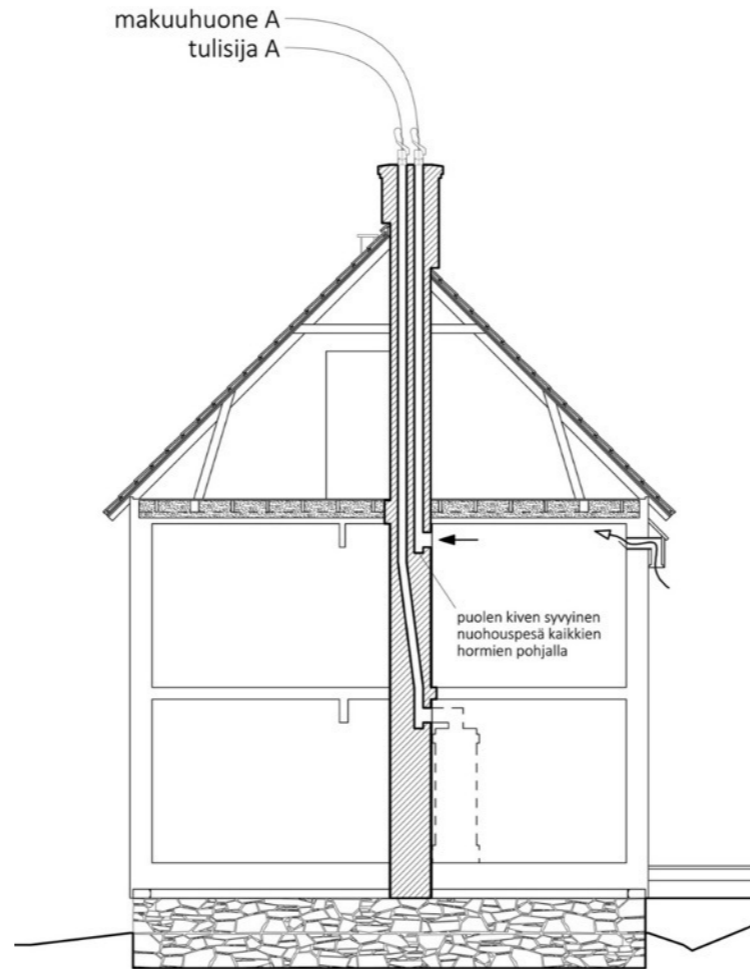 makuuhuone A
tulisija A
puolen kiven syvyinen
nuohouspesä kaikkien
hormien pohjalla